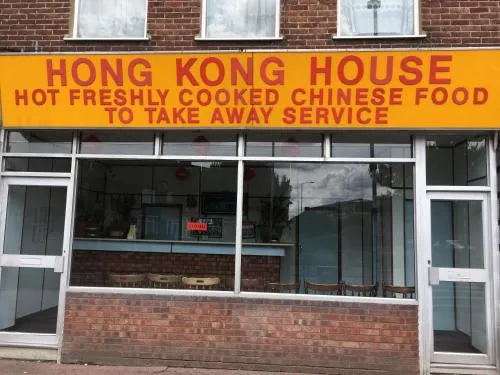 HONG KONG HOUSE
HOT FRESHLY COOKED CHINESE FOOD
TO TAKE AWAY SERVICE